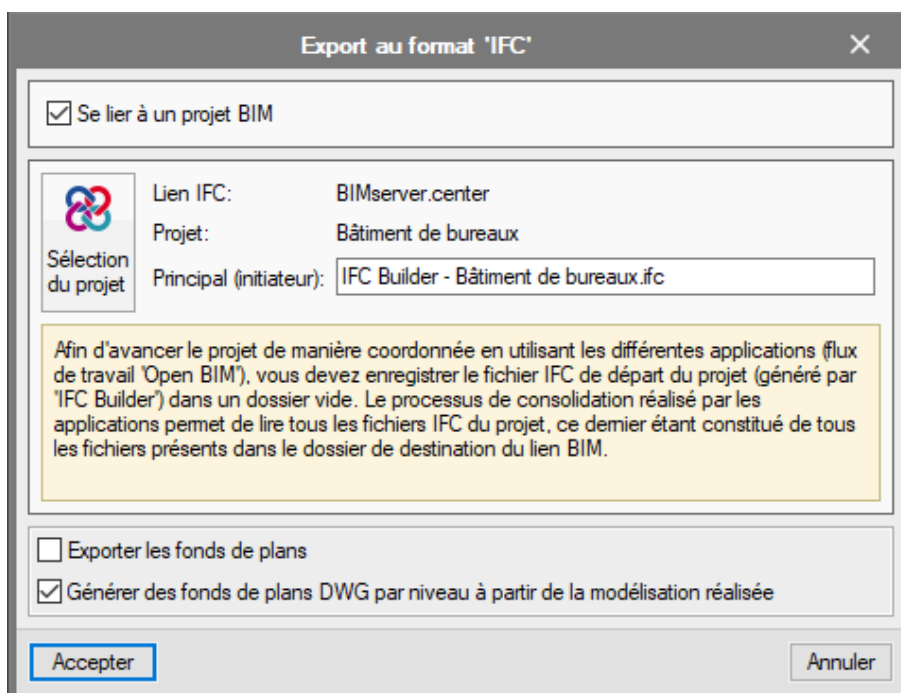 Export au format 'IFC'
Se lier à un projet BIM
Sélection
du projet
Lien IFC: BIMserver.center
Projet: Bâtiment de bureaux
Principal (initiateur): IFC Builder - Bâtiment de bureaux.ifc
Afin d'avancer le projet de manière coordonnée en utilisant les différentes applications (flux
de travail 'Open BIM'), vous devez enregistrer le fichier IFC de départ du projet (généré par
'IFC Builder') dans un dossier vide. Le processus de consolidation réalisé par les
applications permet de lire tous les fichiers IFC du projet, ce dernier étant constitué de tous
les fichiers présents dans le dossier de destination du lien BIM.
Exporter les fonds de plans
Générer des fonds de plans DWG par niveau à partir de la modélisation réalisée
Accepter
Annuler